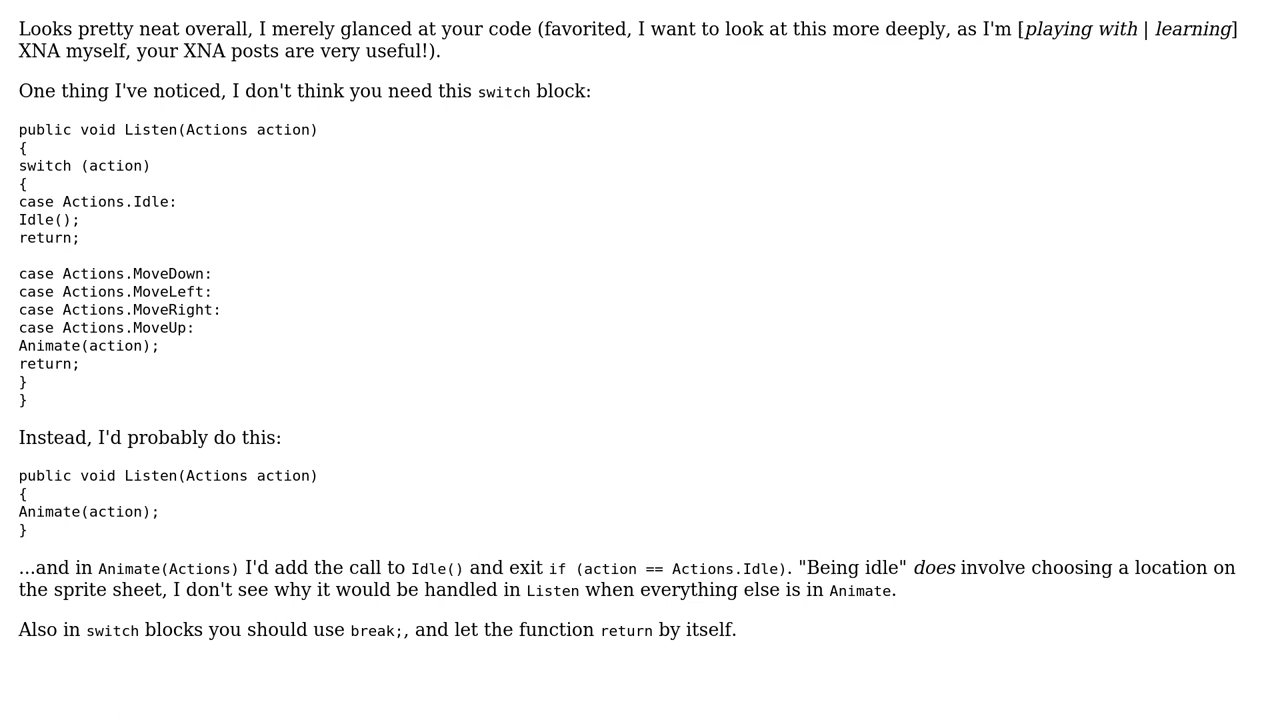 Looks pretty neat overall, I merely glanced at your code (favorited, I want to look at this more deeply, as I'm [playing with | learning]
XNA myself, your XNA posts are very useful!).
One thing I've noticed, I don't think you need this switch block:
public void Listen(Actions action)
{
switch (action)
{
case Actions.Idle:
Idle();
return;
case Actions.MoveDown:
case Actions.MoveLeft:
case Actions.MoveRight:
case Actions.MoveUp:
Animate(action);
return;
}
}
Instead, I'd probably do this:
public void Listen(Actions action)
{
Animate(action);
}
...and in Animate(Actions) I'd add the call to Idle() and exit if (action == Actions.Idle). "Being idle" does involve choosing a location on
the sprite sheet, I don't see why it would be handled in Listen when everything else is in Animate.
Also in switch blocks you should use break;, and let the function return by itself.